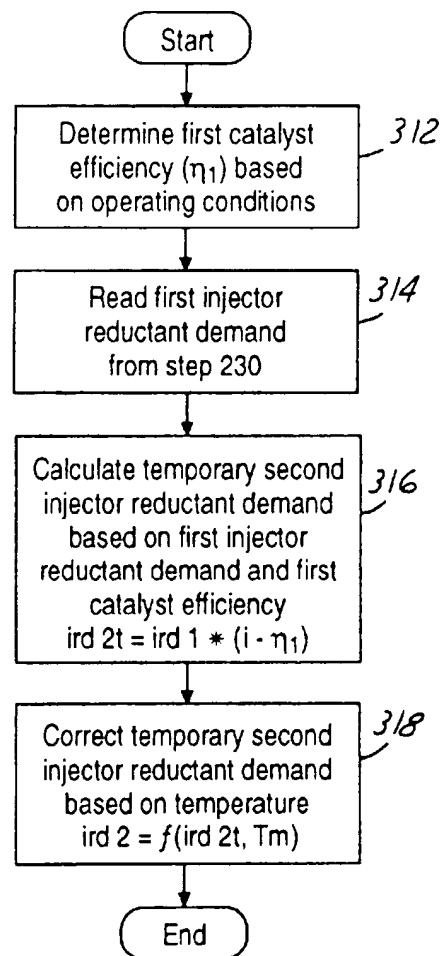 Start
Determine first catalyst
efficiency (η1) based
on operating conditions
312
Read first injector
reductant demand
from step 230
314
Calculate temporary second
injector reductant demand
based on first injector
reductant demand and first
catalyst efficiency
ird 2t = ird 1 * (i - η1)
316
Correct temporary second
injector reductant demand
based on temperature
ird 2 = f(ird 2t, Tm)
318
End